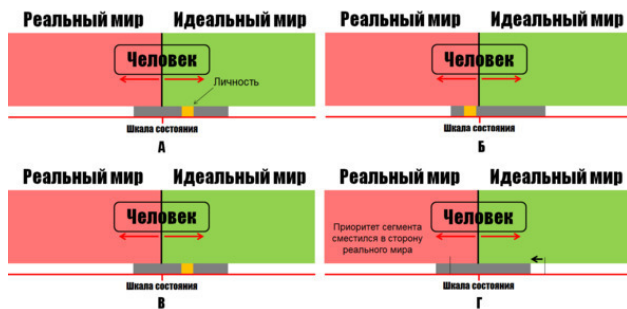 Реальный мир Идеальный мир
Человек
Личность
Шкала состояния
А
Реальный мир Идеальный мир
Человек
Шкала состояния
Б
Реальный мир Идеальный мир
Человек
Шкала состояния
В
Реальный мир Идеальный мир
Человек
Приоритет сегмента
сместился в сторону
реального мира
Шкала состояния
Г